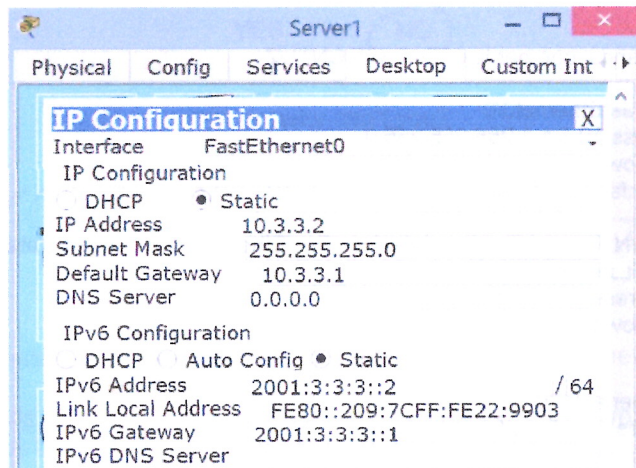 Server1
Physical Config Services Desktop Custom Int
IP Configuration X
Interface FastEthernet0
IP Configuration
DHCP Static
IP Address 10.3.3.2
Subnet Mask 255.255.255.0
Default Gateway 10.3.3.1
DNS Server 0.0.0.0
IPv6 Configuration
DHCP Auto Config Static
IPv6 Address 2001:3:3:3::2 / 64
Link Local Address FE80::209:7CFF:FE22:9903
IPv6 Gateway 2001:3:3:3::1
IPv6 DNS Server